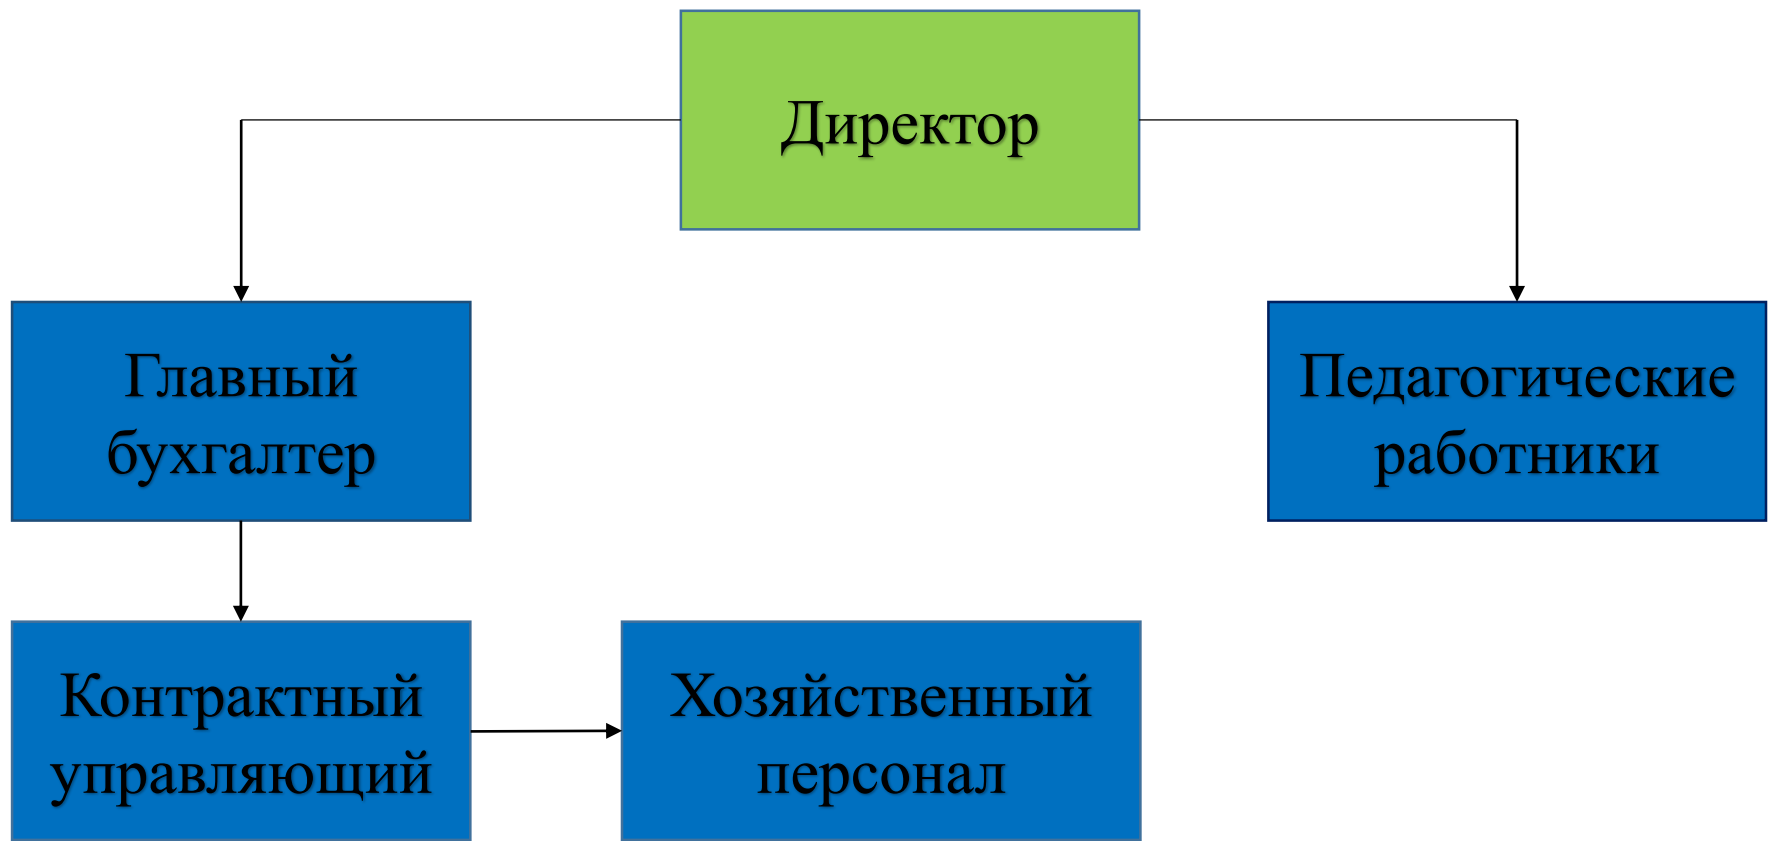 Директор
Главный
бухгалтер
Педагогические
работники
Контрактный
управляющий
Хозяйственный
персонал